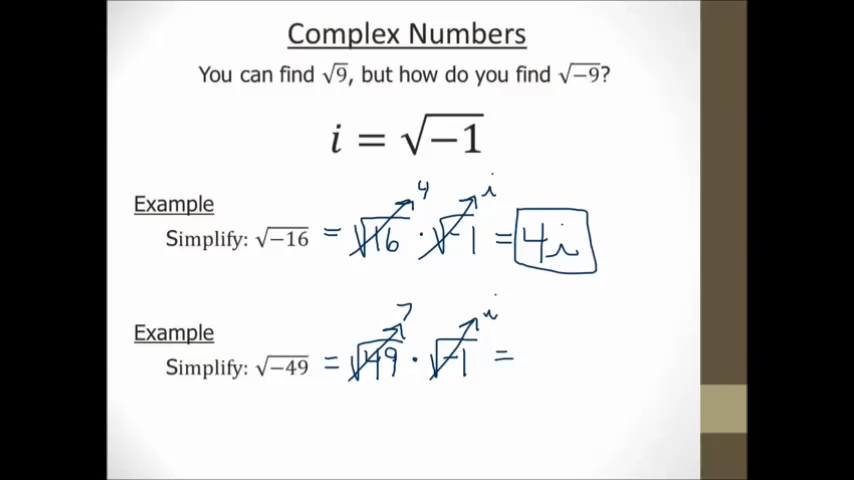 Complex Numbers
You can find √9, but how do you find √−9?
i = √−1
Example
4 i
Simplify: √−16 = √16 · √−1 = 4i
Example
7 i
Simplify: √−49 = √49 · √−1 =